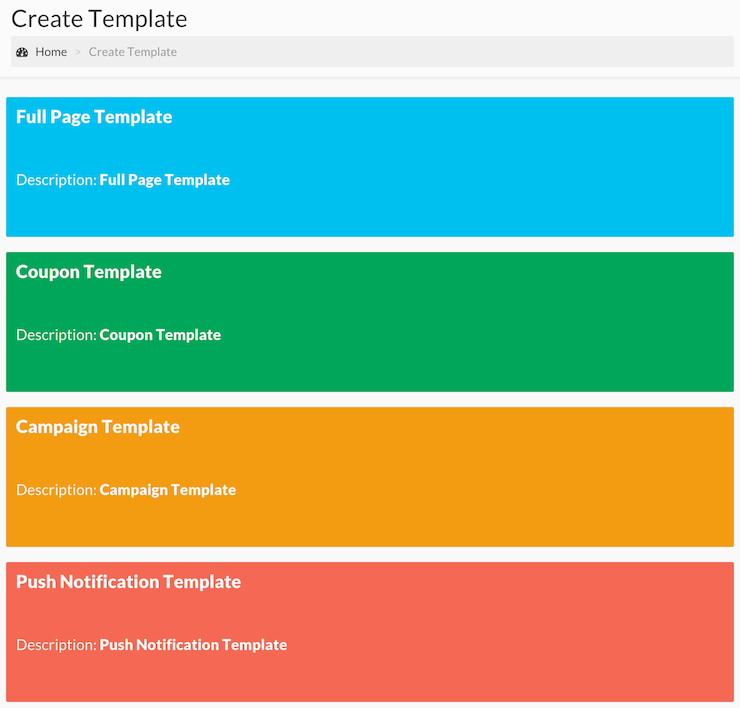 Create Template
Home > Create Template
Full Page Template
Description: Full Page Template
Coupon Template
Description: Coupon Template
Campaign Template
Description: Campaign Template
Push Notification Template
Description: Push Notification Template